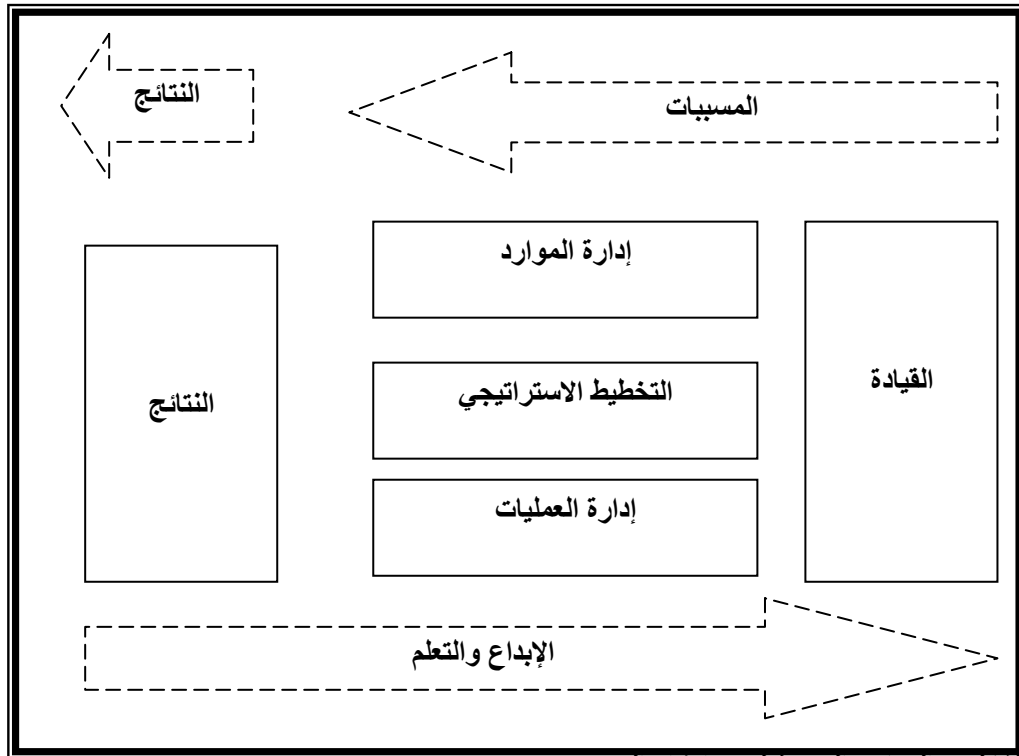 المسببات
النتائج
القيادة
إدارة الموارد
التخطيط الاستراتيجي
إدارة العمليات
النتائج
الإبداع والتعلم